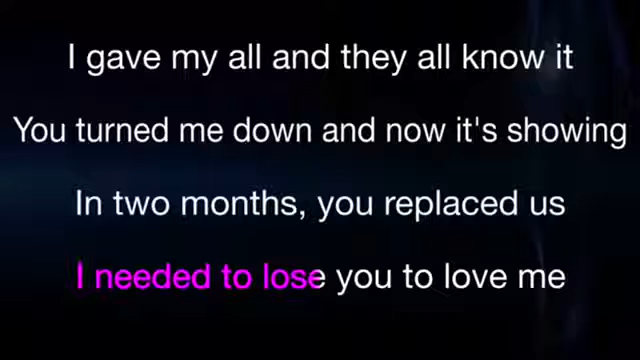 I gave my all and they all know it
You turned me down and now it's showing
In two months, you replaced us
I needed to lose you to love me